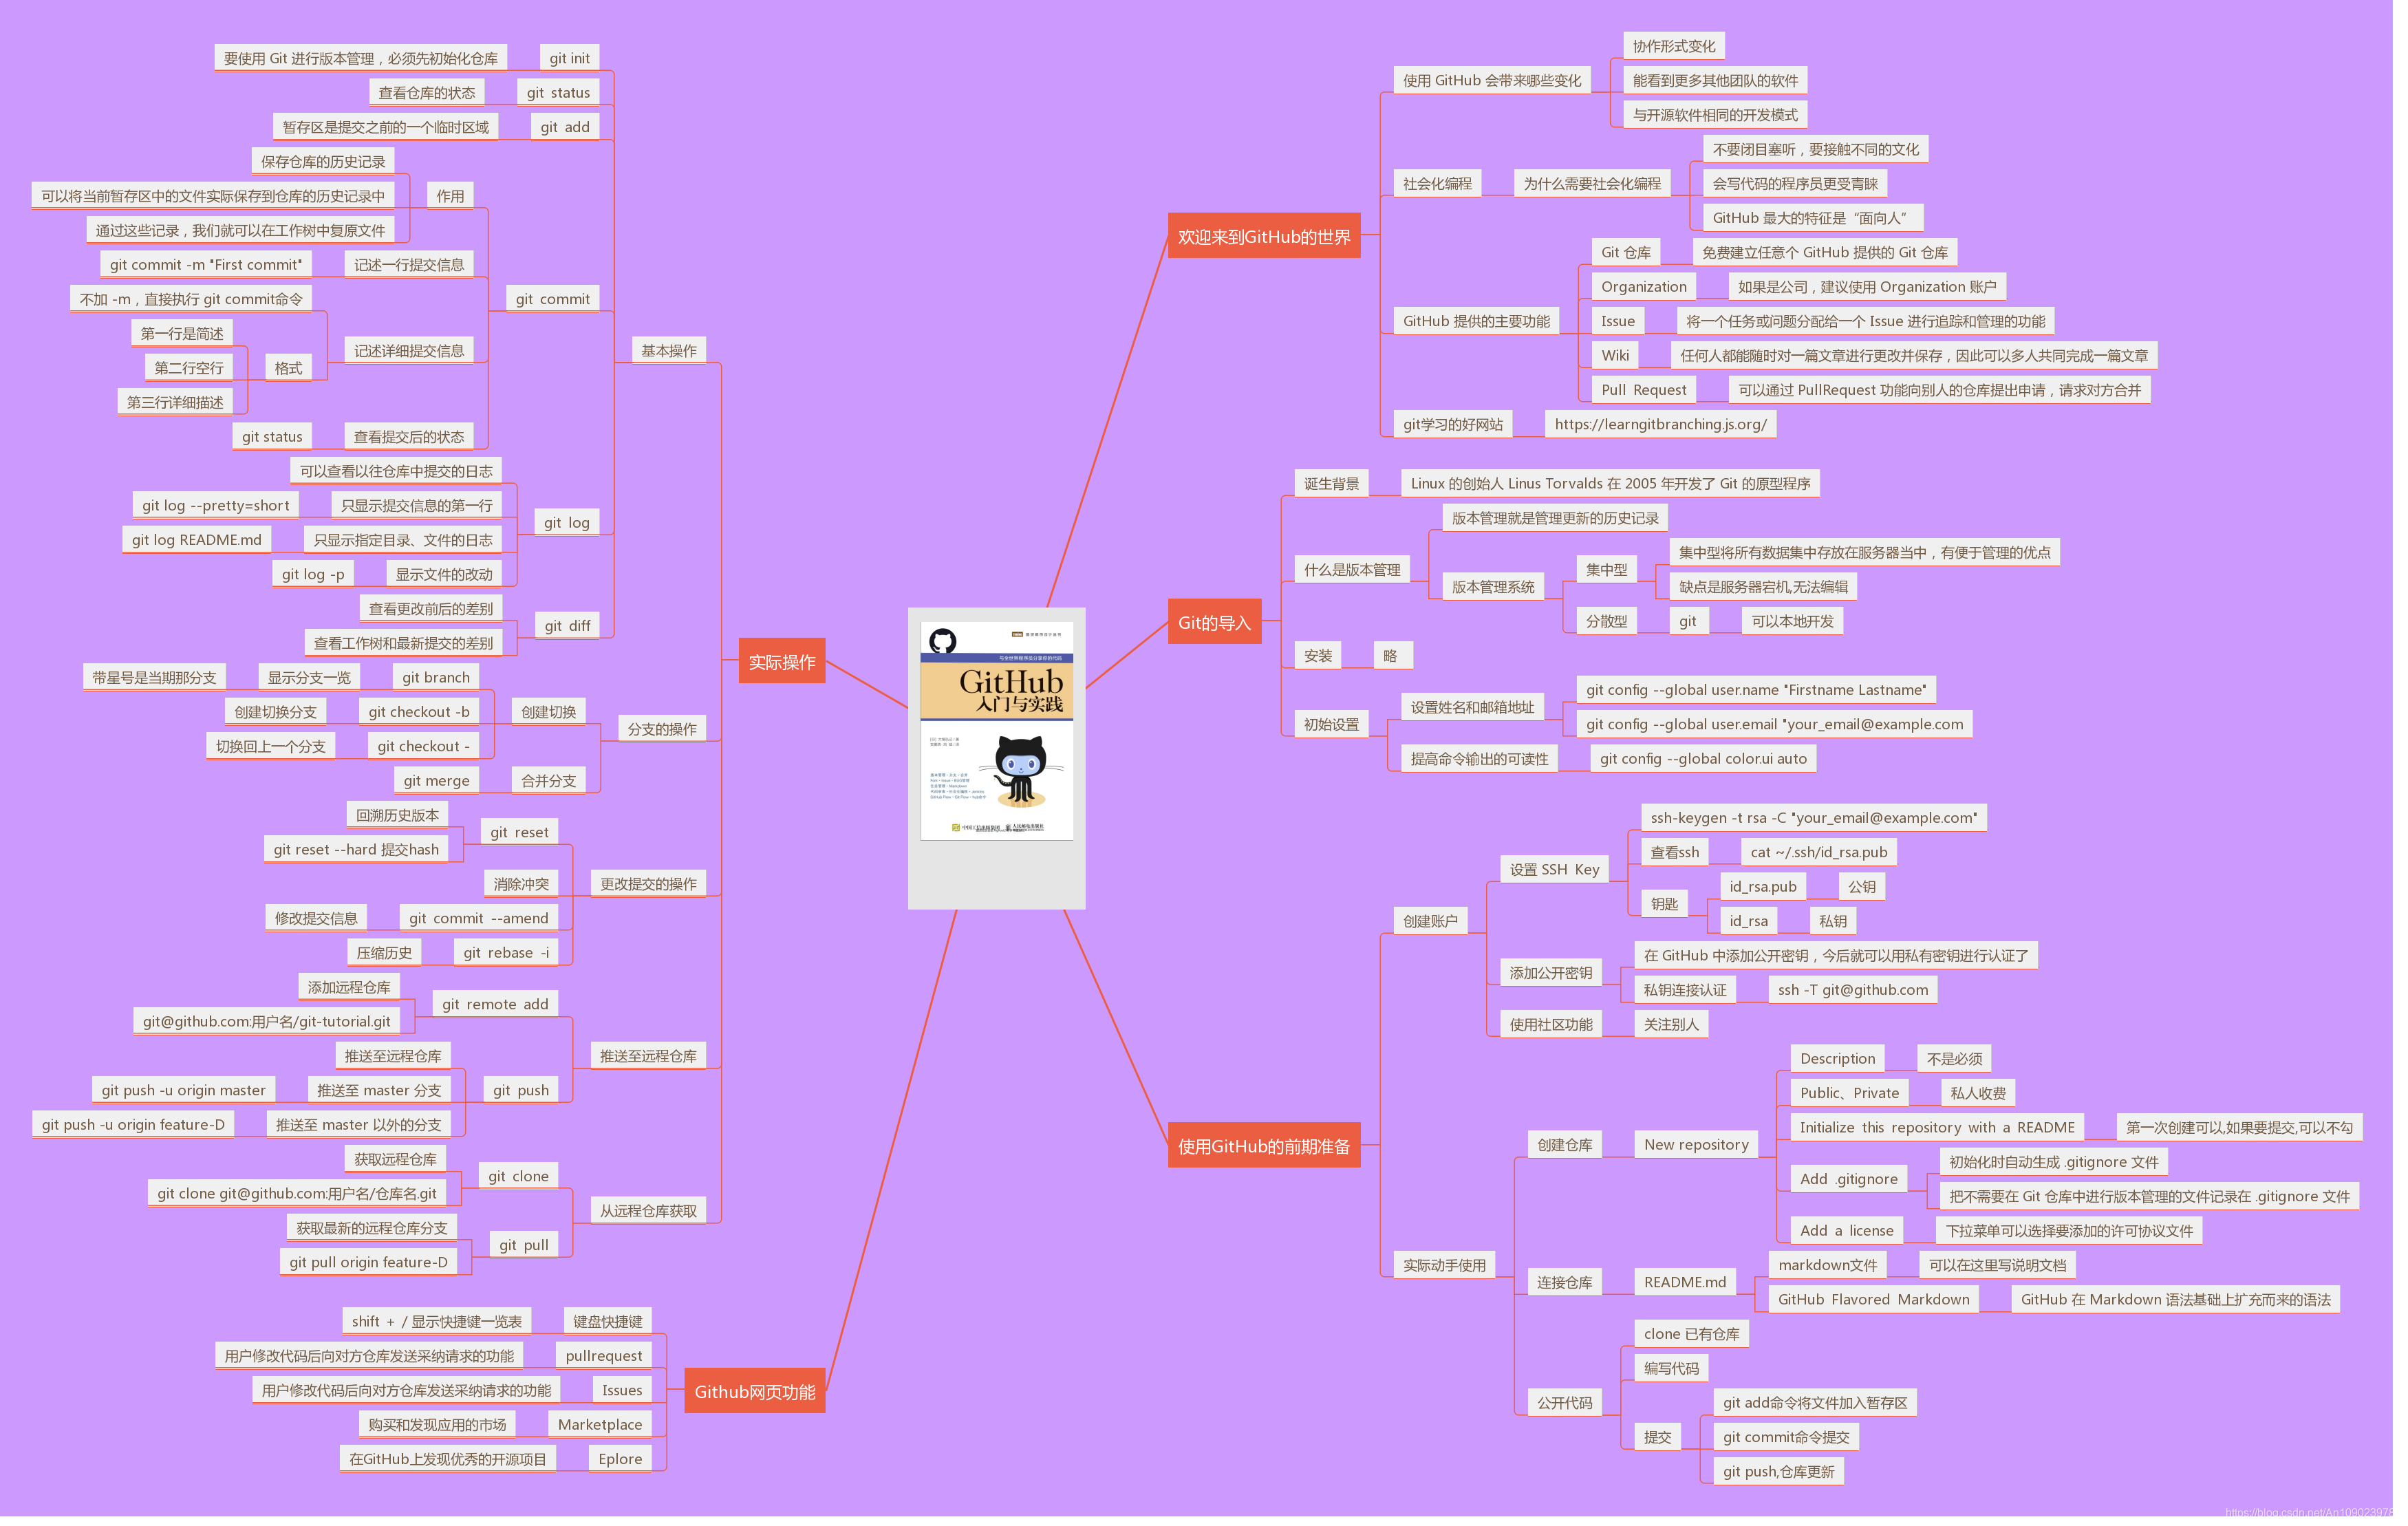 欢迎来到GitHub的世界
使用 GitHub 会带来哪些变化
协作形式变化
能看到更多其他团队的软件
与开源软件相同的开发模式
社会化编程
为什么需要社会化编程
不要闭目塞听，要接触不同的文化
会写代码的程序员更受青睐
GitHub 最大的特征是“面向人”
GitHub 提供的主要功能
Git 仓库
免费建立任意个 GitHub 提供的 Git 仓库
Organization
如果是公司，建议使用 Organization 账户
Issue
将一个任务或问题分配给一个 Issue 进行追踪和管理的功能
Wiki
任何人都能随时对一篇文章进行更改并保存，因此可以多人共同完成一篇文章
Pull Request
可以通过 PullRequest 功能向别人的仓库提出申请，请求对方合并
git学习的好网站
https://learngitbranching.js.org/
Git的导入
诞生背景
Linux 的创始人 Linus Torvalds 在 2005 年开发了 Git 的原型程序
什么是版本管理
版本管理就是管理更新的历史记录
版本管理系统
集中型
集中型将所有数据集中存放在服务器当中，有便于管理的优点
缺点是服务器宕机,无法编辑
分散型
git
可以本地开发
安装
略
初始设置
设置姓名和邮箱地址
git config --global user.name "Firstname Lastname"
git config --global user.email "your_email@example.com
提高命令输出的可读性
git config --global color.ui auto
使用GitHub的前期准备
创建账户
设置 SSH Key
ssh-keygen -t rsa -C "your_email@example.com"
查看ssh
cat ~/.ssh/id_rsa.pub
钥匙
id_rsa.pub
公钥
id_rsa
私钥
添加公开密钥
在 GitHub 中添加公开密钥，今后就可以用私有密钥进行认证了
私钥连接认证
ssh -T git@github.com
使用社区功能
关注别人
实际动手使用
创建仓库
New repository
Description
不是必须
Public、Private
私人收费
Initialize this repository with a README
第一次创建可以,如果要提交,可以不勾
Add .gitignore
初始化时自动生成 .gitignore 文件
把不需要在 Git 仓库中进行版本管理的文件记录在 .gitignore 文件
Add a license
下拉菜单可以选择要添加的许可协议文件
连接仓库
README.md
markdown文件
可以在这里写说明文档
GitHub Flavored Markdown
GitHub 在 Markdown 语法基础上扩充而来的语法
公开代码
clone 已有仓库
编写代码
提交
git add命令将文件加入暂存区
git commit命令提交
git push,仓库更新
实际操作
基本操作
git init
要使用 Git 进行版本管理，必须先初始化仓库
git status
查看仓库的状态
git add
暂存区是提交之前的一个临时区域
git commit
作用
保存仓库的历史记录
可以将当前暂存区中的文件实际保存到仓库的历史记录中
通过这些记录，我们就可以在工作树中复原文件
记述一行提交信息
git commit -m "First commit"
记述详细提交信息
不加 -m，直接执行 git commit命令
格式
第一行是简述
第二行空行
第三行详细描述
查看提交后的状态
git status
git log
可以查看以往仓库中提交的日志
只显示提交信息的第一行
git log --pretty=short
只显示指定目录、文件的日志
git log README.md
显示文件的改动
git log -p
git diff
查看更改前后的差别
查看工作树和最新提交的差别
分支的操作
创建切换
git branch
显示分支一览
带星号是当期那分支
git checkout -b
创建切换分支
git checkout -
切换回上一个分支
合并分支
git merge
更改提交的操作
git reset
回溯历史版本
git reset --hard 提交hash
消除冲突
git commit --amend
修改提交信息
git rebase -i
压缩历史
推送至远程仓库
git remote add
添加远程仓库
git@github.com:用户名/git-tutorial.git
git push
推送至远程仓库
推送至 master 分支
git push -u origin master
推送至 master 以外的分支
git push -u origin feature-D
从远程仓库获取
git clone
获取远程仓库
git clone git@github.com:用户名/仓库名.git
git pull
获取最新的远程仓库分支
git pull origin feature-D
Github网页功能
键盘快捷键
shift + / 显示快捷键一览表
pullrequest
用户修改代码后向对方仓库发送采纳请求的功能
Issues
用户修改代码后向对方仓库发送采纳请求的功能
Marketplace
购买和发现应用的市场
Eplore
在GitHub上发现优秀的开源项目
与全世界程序员分享你的代码
GitHub
入门与实践
人民邮电出版社
https://blog.csdn.net/An109023978